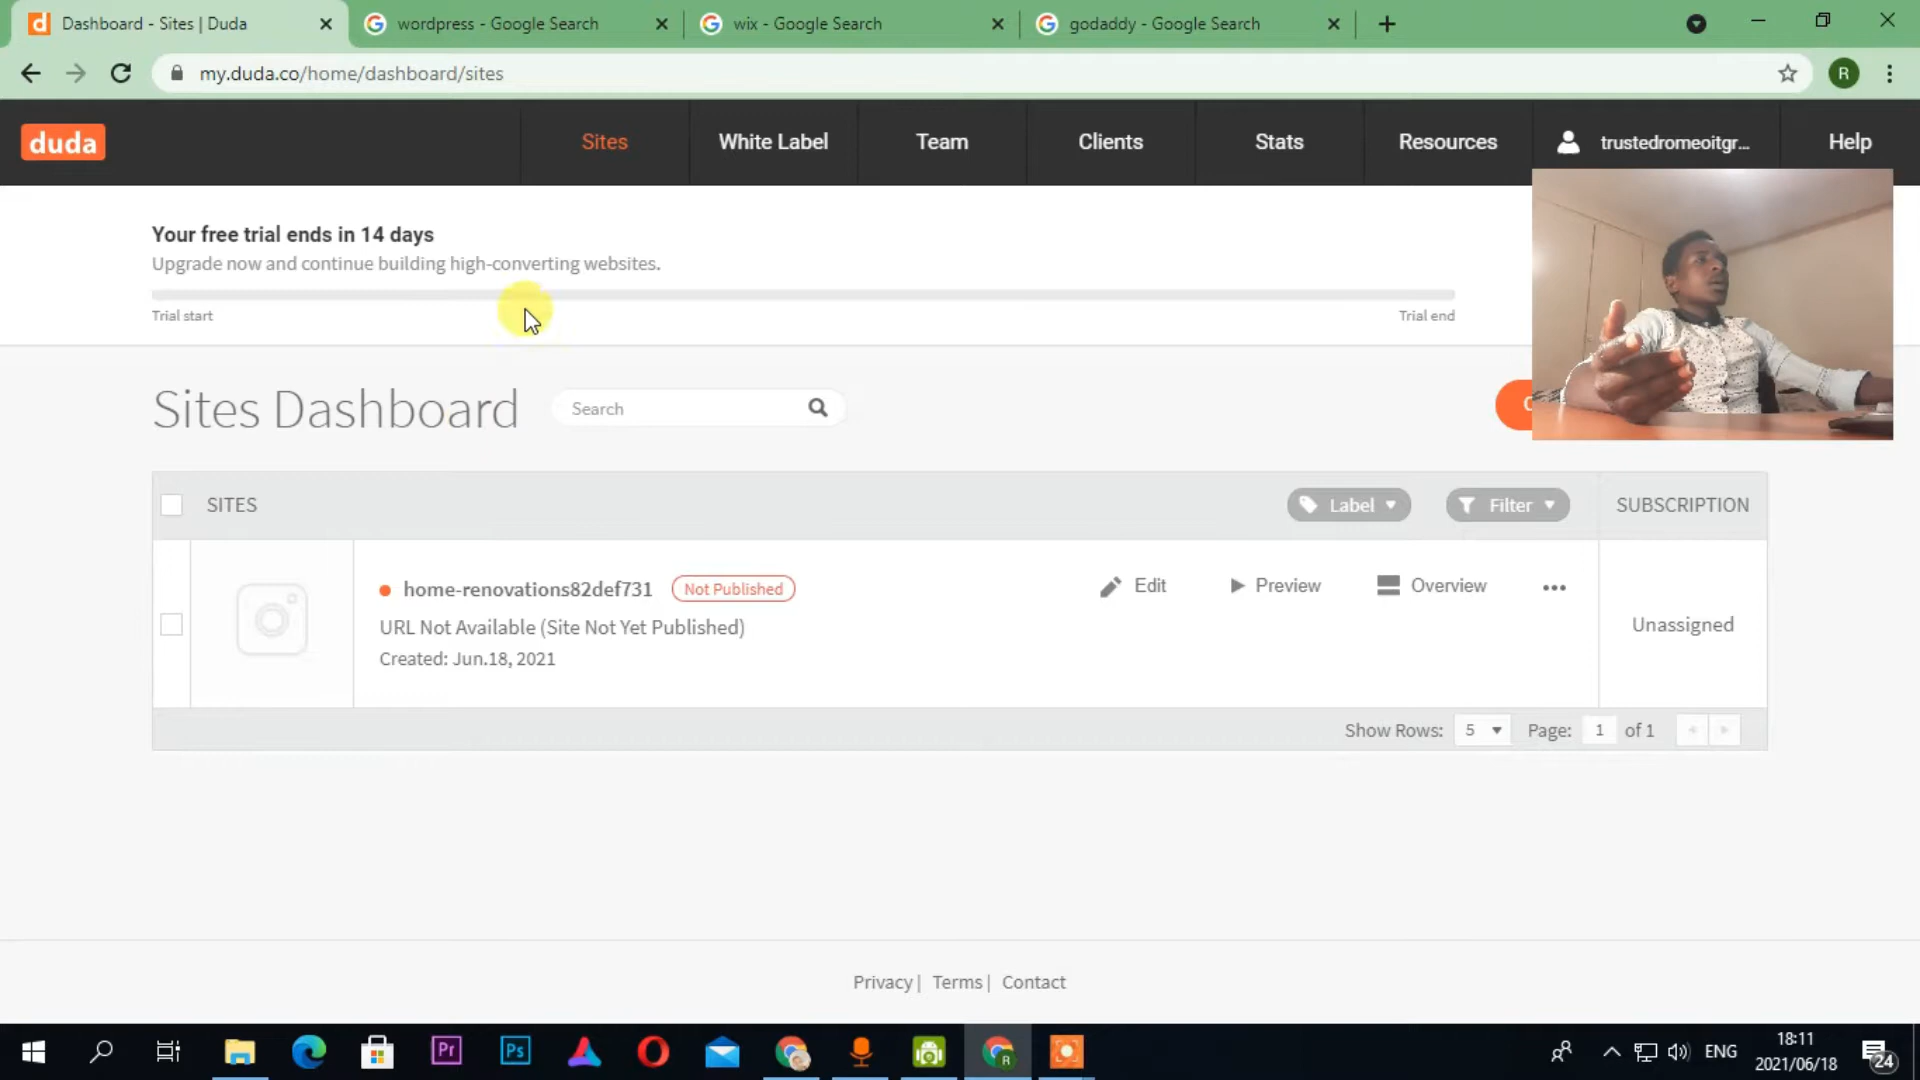 Dashboard - Sites | Duda
wordpress - Google Search
wix - Google Search
godaddy - Google Search
my.duda.co/home/dashboard/sites
R
duda
Sites
White Label
Team
Clients
Stats
Resources
trustedromeoitgr...
Help
Your free trial ends in 14 days
Upgrade now and continue building high-converting websites.
Trial start
Trial end
Sites Dashboard
Search
SITES
Label
Filter
SUBSCRIPTION
home-renovations82def731
Not Published
Edit
Preview
Overview
URL Not Available (Site Not Yet Published)
Unassigned
Created: Jun.18, 2021
Show Rows: 5
Page: 1 of 1
Privacy | Terms | Contact
Pr
Ps
R
ENG
18:11
2021/06/18
24